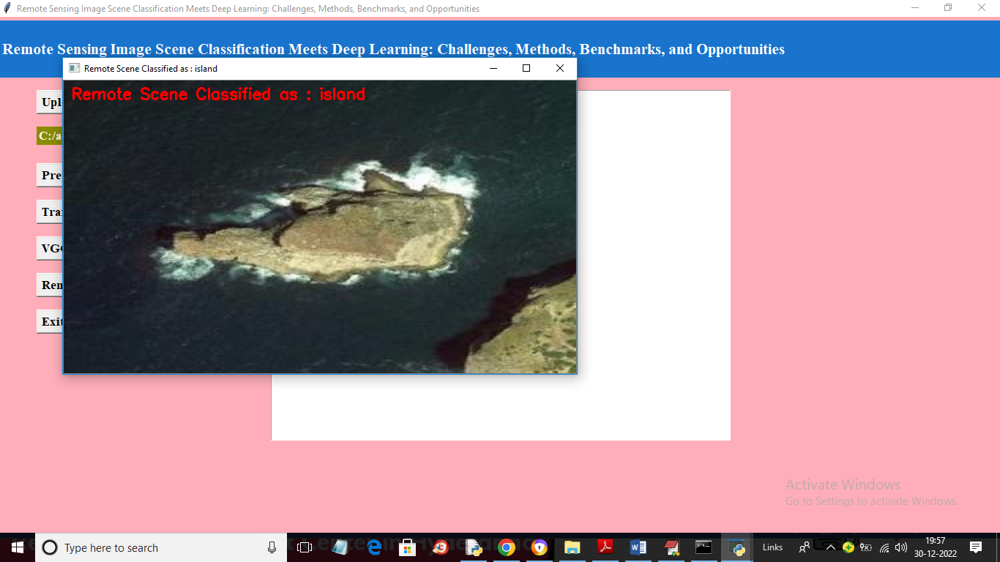 Remote Sensing Image Scene Classification Meets Deep Learning: Challenges, Methods, Benchmarks, and Opportunities
Remote Sensing Image Scene Classification Meets Deep Learning: Challenges, Methods, Benchmarks, and Opportunities
Remote Scene Classified as : island
Remote Scene Classified as : island
Upl
C:/a
Pre
Tra
VGG
Rem
Exit
Activate Windows
Go to Settings to activate Windows.
Type here to search
Links
19:57
30-12-2022